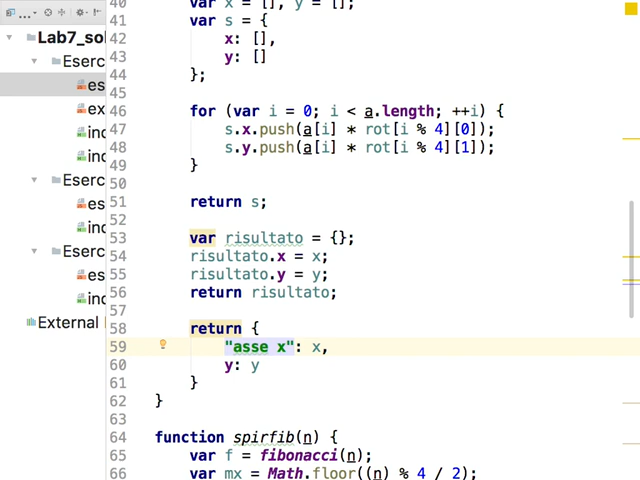 ...
Lab7_sol
Eserc
es
ex
ind
ind
Eserc
es
ind
Eserc
es
ind
External
40 var x = [], y = [];
41 var s = {
42 x: [],
43 y: []
44 };
45
46 for (var i = 0; i < a.length; ++i) {
47 s.x.push(a[i] * rot[i % 4][0]);
48 s.y.push(a[i] * rot[i % 4][1]);
49 }
50
51 return s;
52
53 var risultato = {};
54 risultato.x = x;
55 risultato.y = y;
56 return risultato;
57
58 return {
59 "asse x": x,
60 y: y
61 }
62 }
63
64 function spirfib(n) {
65 var f = fibonacci(n);
66 var mx = Math.floor((n) % 4 / 2);